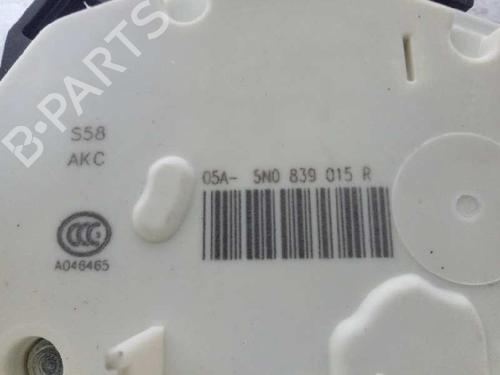 B-PARTS
S58
AKC
05A- 5N0 839 015 R
CCC
A046465